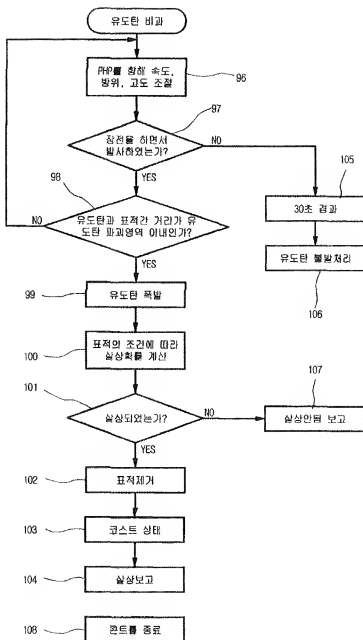 유도탄 비과
PHP를 향해 속도,
방위, 고도 조절
96
97
장전을 하면서
발사하였는가?
NO
YES
105
30초 경과
98
유도탄과 표적간 거리가 유
도탄 파괴영역 이내인가?
NO
YES
유도탄 불발처리
106
99
유도탄 폭발
100
표적의 조건에 따라
살상확률 계산
101
살상되었는가?
NO
YES
107
살상안됨 보고
102
표적제거
103
코스트 상태
104
살상보고
108
콘트롤 종료